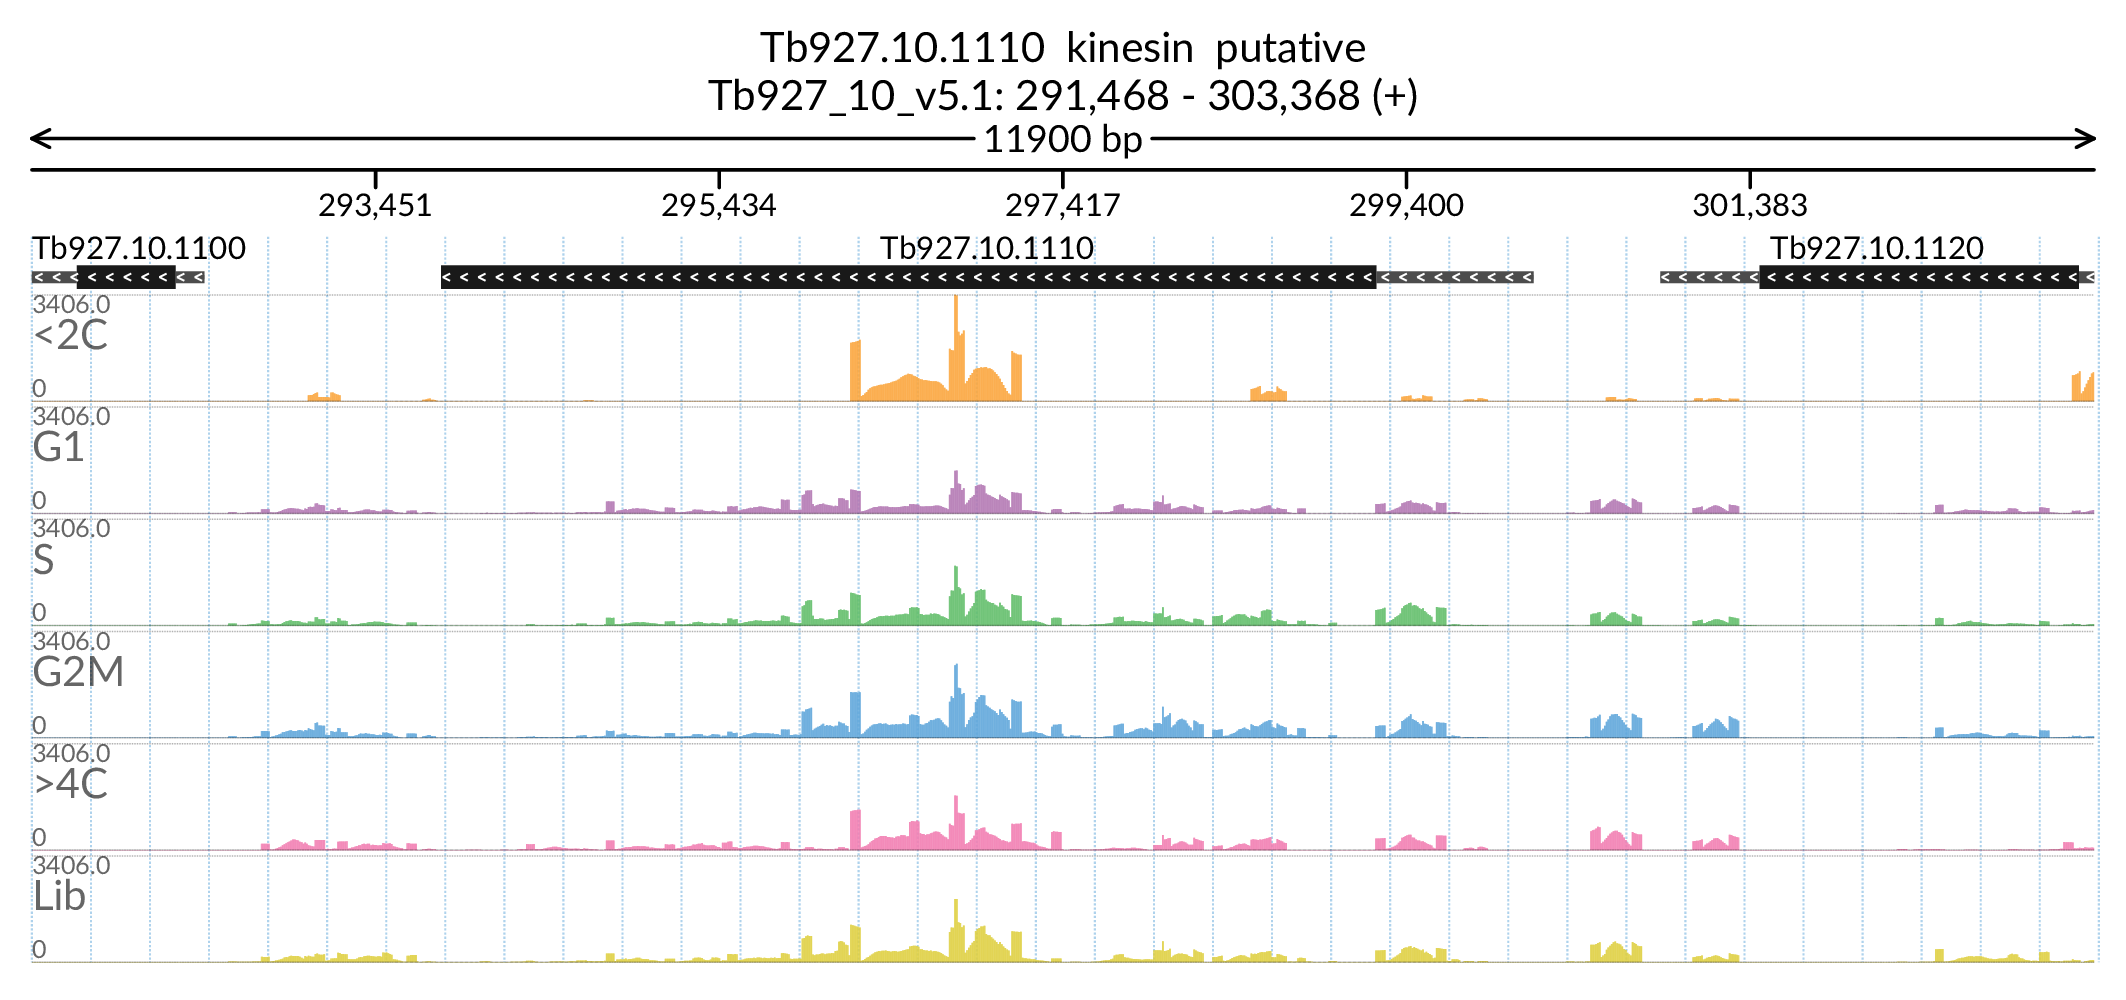 Tb927.10.1110 kinesin putative
Tb927_10_v5.1: 291,468 - 303,368 (+)
11900 bp
293,451 295,434 297,417 299,400 301,383
Tb927.10.1100 Tb927.10.1110 Tb927.10.1120
3406.0
<2C
0
3406.0
G1
0
3406.0
S
0
3406.0
G2M
0
3406.0
>4C
0
3406.0
Lib
0